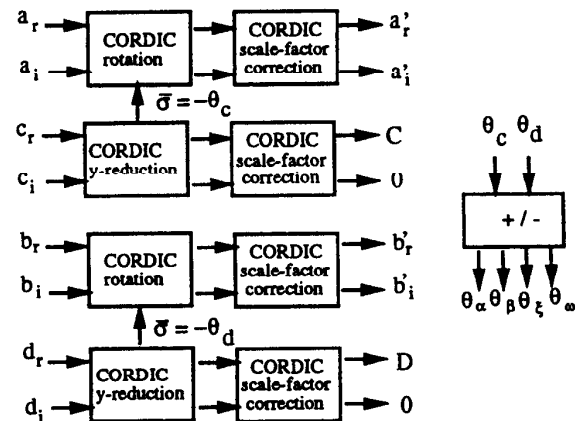 a_r CORDIC rotation CORDIC scale-factor correction a'_r
a_i a'_i
σ̄ = −θ_c
c_r CORDIC y-reduction CORDIC scale-factor correction C
c_i 0
b_r CORDIC rotation CORDIC scale-factor correction b'_r
b_i b'_i
σ̄ = −θ_d
d_r CORDIC y-reduction CORDIC scale-factor correction D
d_i 0
θ_c θ_d
+ / -
θ_α θ_β θ_ξ θ_ω